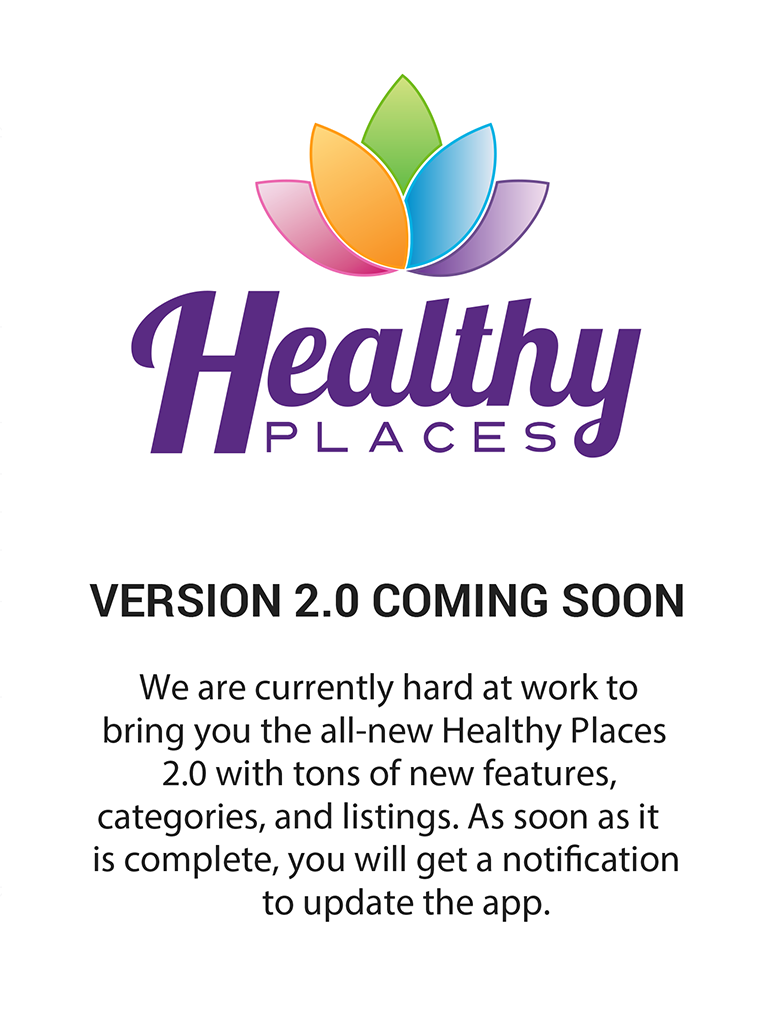 Healthy
PLACES
VERSION 2.0 COMING SOON
We are currently hard at work to
bring you the all-new Healthy Places
2.0 with tons of new features,
categories, and listings. As soon as it
is complete, you will get a notification
to update the app.